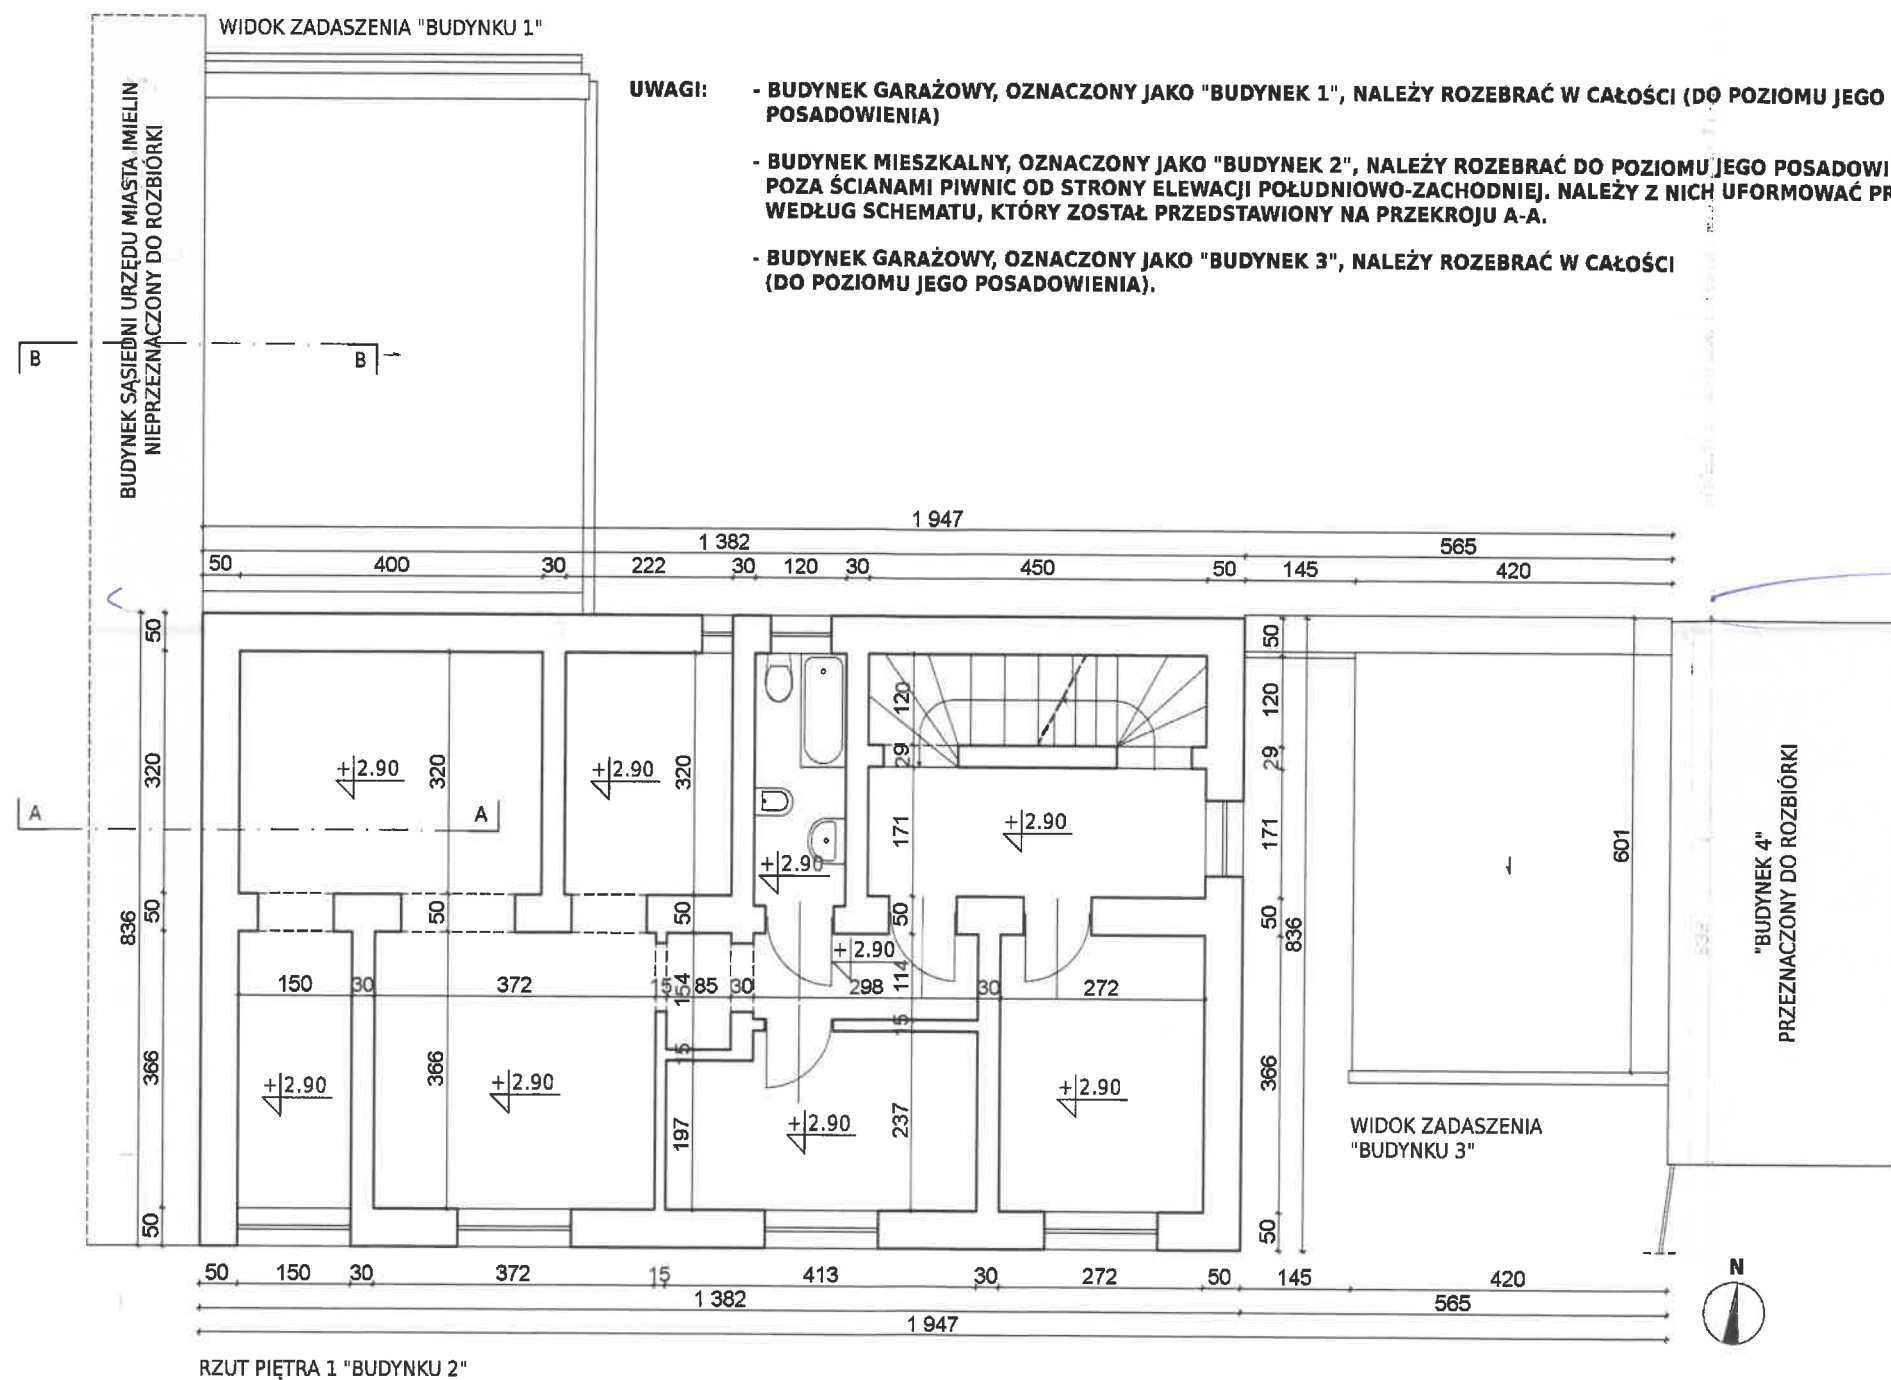 WIDOK ZADASZENIA "BUDYNKU 1"
UWAGI:
- BUDYNEK GARAŻOWY, OZNACZONY JAKO "BUDYNEK 1", NALEŻY ROZEBRAĆ W CAŁOŚCI (DO POZIOMU JEGO
POSADOWIENIA)
- BUDYNEK MIESZKALNY, OZNACZONY JAKO "BUDYNEK 2", NALEŻY ROZEBRAĆ DO POZIOMU JEGO POSADOWI
POZA ŚCIANAMI PIWNIC OD STRONY ELEWACJI POŁUDNIOWO-ZACHODNIEJ. NALEŻY Z NICH UFORMOWAĆ PR
WEDŁUG SCHEMATU, KTÓRY ZOSTAŁ PRZEDSTAWIONY NA PRZEKROJU A-A.
- BUDYNEK GARAŻOWY, OZNACZONY JAKO "BUDYNEK 3", NALEŻY ROZEBRAĆ W CAŁOŚCI
(DO POZIOMU JEGO POSADOWIENIA).
BUDYNEK SĄSIEDNI URZĘDU MIASTA IMIELIN
NIEPRZEZNACZONY DO ROZBIÓRKI
B B
1 947
1 382 565
50 400 30 222 30 120 30 450 50 145 420
50 320 50 366 50
836
320
320
120
29
171
50 120 29 171 50 366 50
836
601
+2.90
+2.90
+2.90
+2.90
A A
50
50
50
+2.90
150 30 372 15 85 30 298 30 272
154
114
15
15
366
197
237
+2.90
+2.90
+2.90
+2.90
"BUDYNEK 4"
PRZEZNACZONY DO ROZBIÓRKI
WIDOK ZADASZENIA
"BUDYNKU 3"
N
50 150 30 372 15 413 30 272 50 145 420
1 382 565
1 947
RZUT PIĘTRA 1 "BUDYNKU 2"